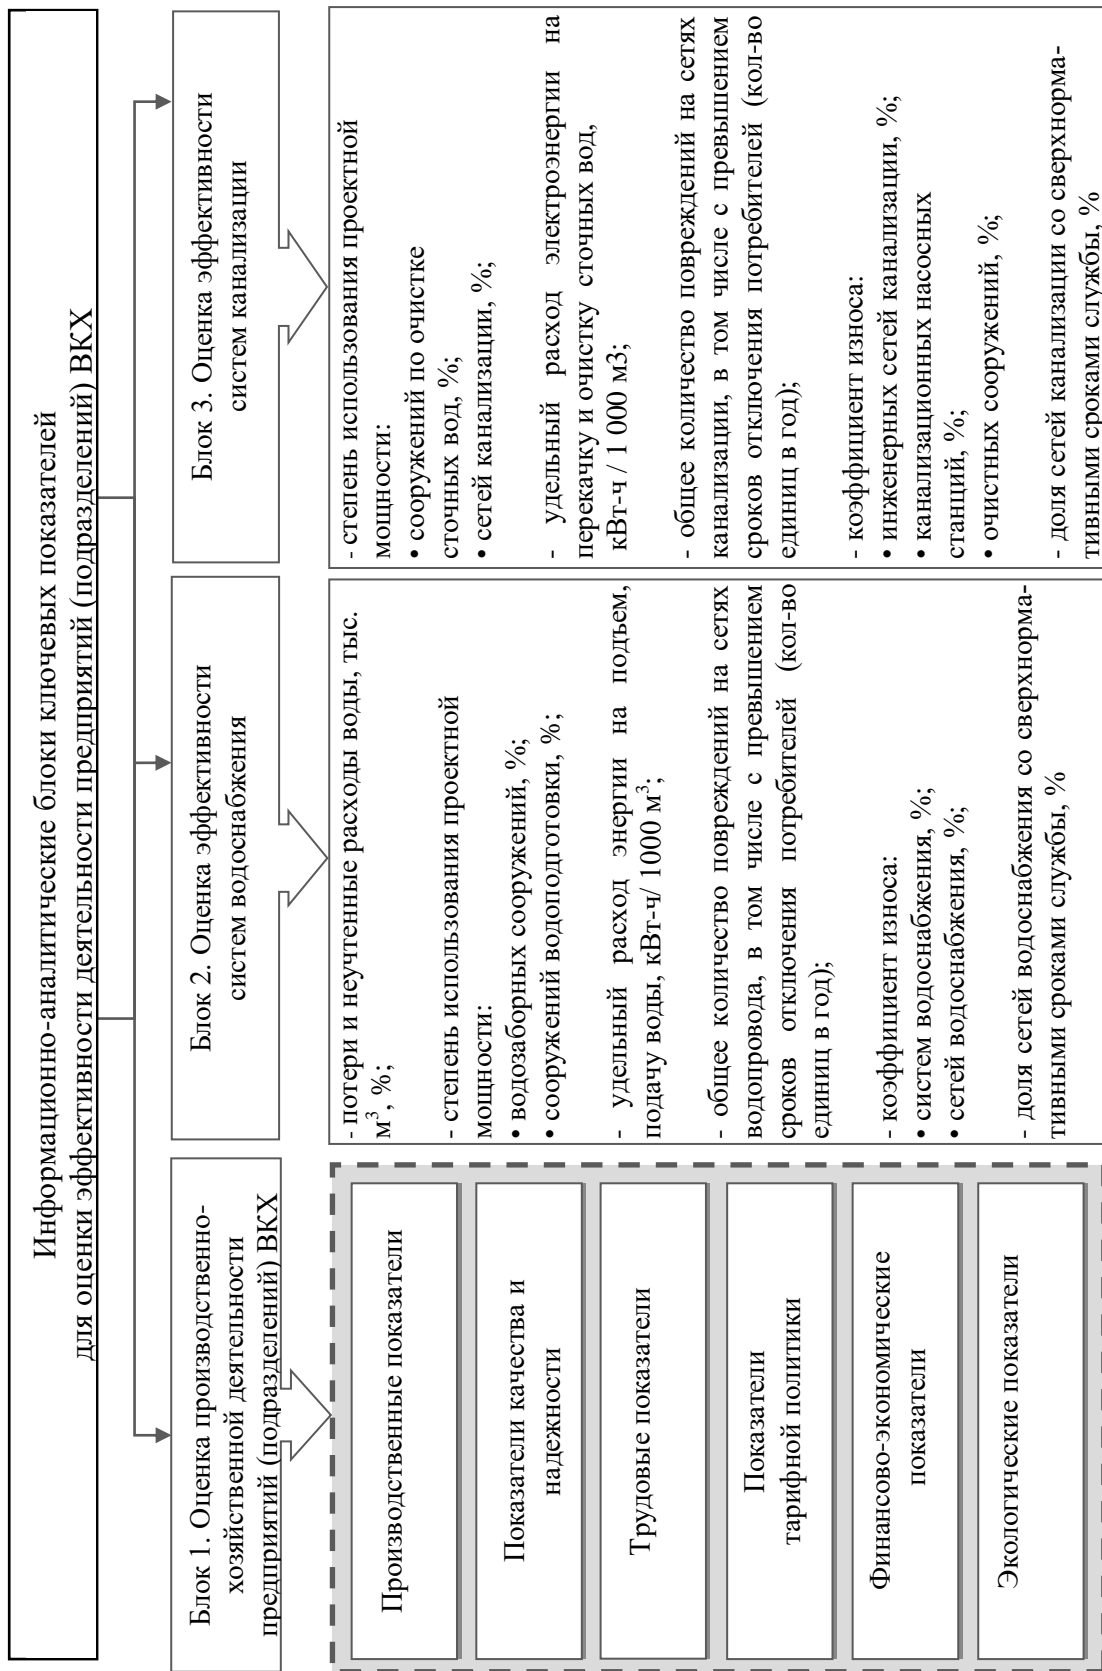 Информационно-аналитические блоки ключевых показателей
для оценки эффективности деятельности предприятий (подразделений) ВКХ
Блок 1. Оценка производственно-
хозяйственной деятельности
предприятий (подразделений) ВКХ
Производственные показатели
Показатели качества и
надежности
Трудовые показатели
Показатели
тарифной политики
Финансово-экономические
показатели
Экологические показатели
Блок 2. Оценка эффективности
систем водоснабжения
- потери и неучтенные расходы воды, тыс.
м³, %;
- степень использования проектной
мощности:
• водозаборных сооружений, %;
• сооружений водоподготовки, %;
- удельный расход энергии на подъем,
подачу воды, кВт-ч/ 1000 м³;
- общее количество повреждений на сетях
водопровода, в том числе с превышением
сроков отключения потребителей (кол-во
единиц в год);
- коэффициент износа:
• систем водоснабжения, %;
• сетей водоснабжения, %;
- доля сетей водоснабжения со сверхнорма-
тивными сроками службы, %
Блок 3. Оценка эффективности
систем канализации
- степень использования проектной
мощности:
• сооружений по очистке
сточных вод, %;
• сетей канализации, %;
- удельный расход электроэнергии на
перекачку и очистку сточных вод,
кВт-ч / 1 000 м3;
- общее количество повреждений на сетях
канализации, в том числе с превышением
сроков отключения потребителей (кол-во
единиц в год);
- коэффициент износа:
• инженерных сетей канализации, %;
• канализационных насосных
станций, %;
• очистных сооружений, %;
- доля сетей канализации со сверхнорма-
тивными сроками службы, %